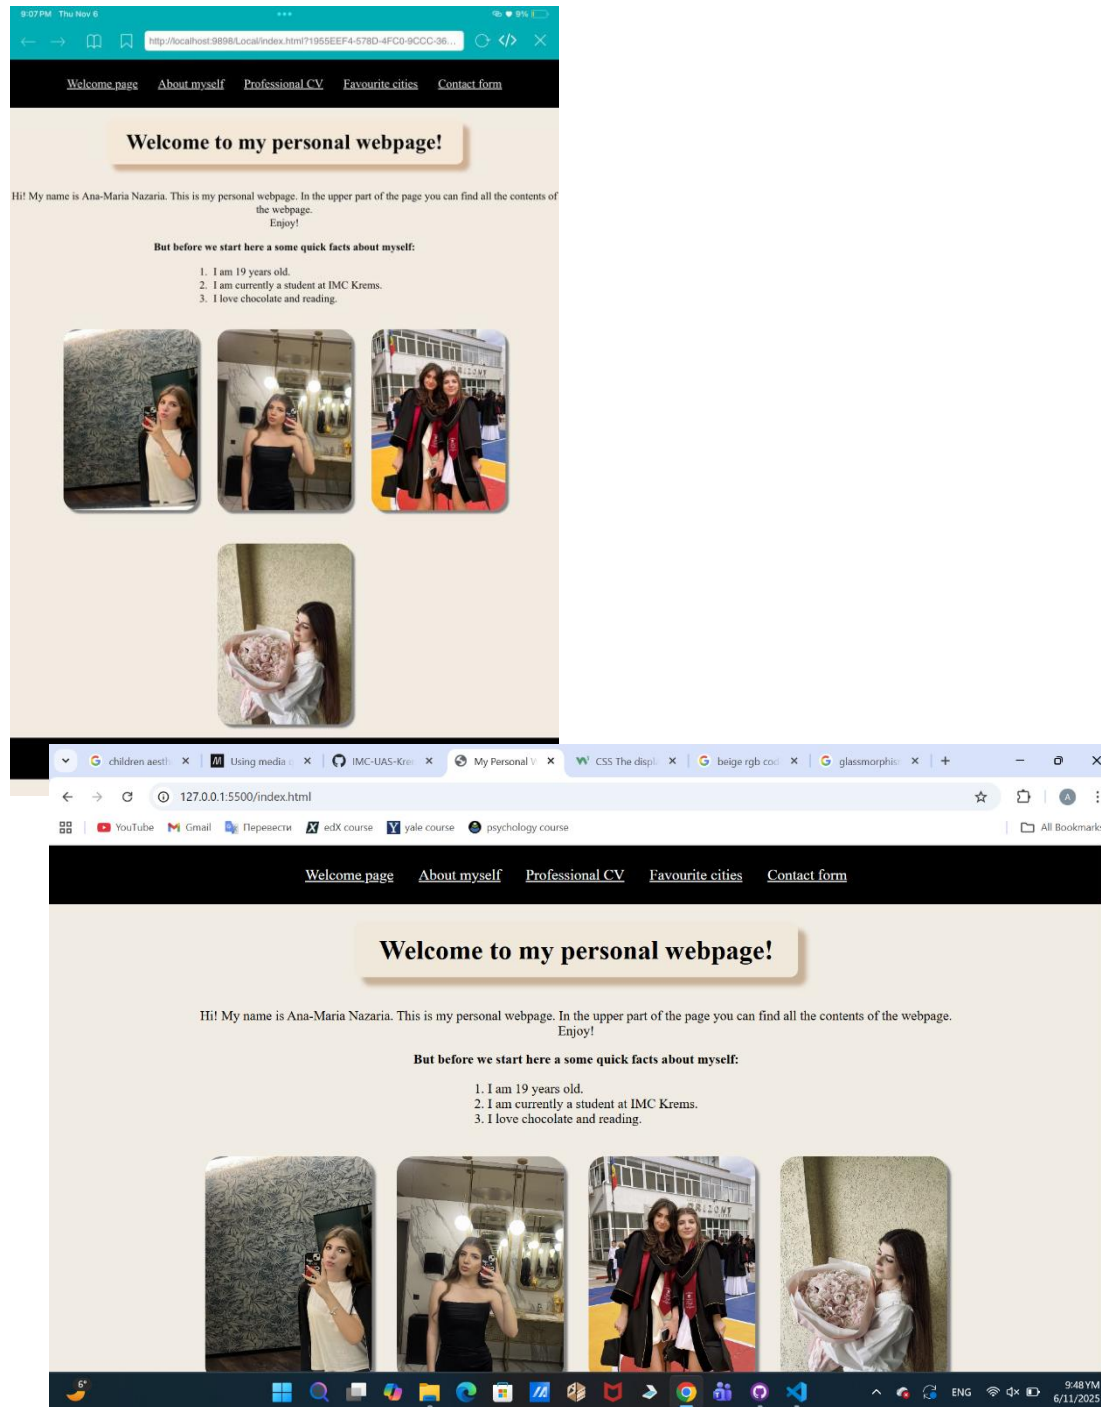 9:07 PM Thu Nov 6
9%
http://localhost:9898/Local/index.html?1955EEF4-578D-4FC0-9CCC-36...
Welcome page About myself Professional CV Favourite cities Contact form
Welcome to my personal webpage!
Hi! My name is Ana-Maria Nazaria. This is my personal webpage. In the upper part of the page you can find all the contents of
the webpage.
Enjoy!
But before we start here a some quick facts about myself:
1. I am 19 years old.
2. I am currently a student at IMC Krems.
3. I love chocolate and reading.
children aesth Using media q IMC-UAS-Krem My Personal W CSS The displa beige rgb cod glassmorphism
127.0.0.1:5500/index.html
YouTube Gmail Перевести edX course yale course psychology course All Bookmarks
Welcome page About myself Professional CV Favourite cities Contact form
Welcome to my personal webpage!
Hi! My name is Ana-Maria Nazaria. This is my personal webpage. In the upper part of the page you can find all the contents of the webpage.
Enjoy!
But before we start here a some quick facts about myself:
1. I am 19 years old.
2. I am currently a student at IMC Krems.
3. I love chocolate and reading.
6°
ENG
9:48 YM
6/11/2025